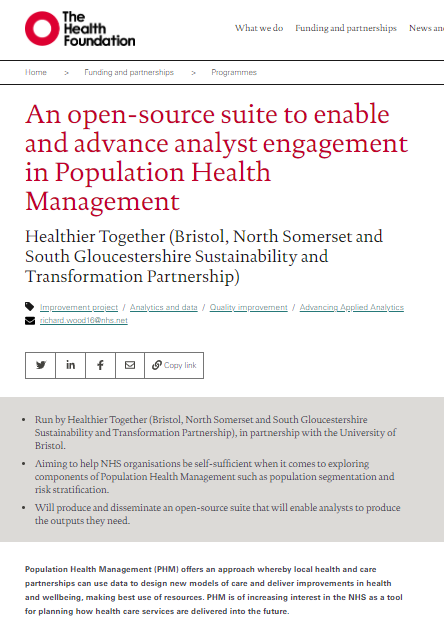 The
Health
Foundation
What we do Funding and partnerships News an
Home > Funding and partnerships > Programmes
An open-source suite to enable
and advance analyst engagement
in Population Health
Management
Healthier Together (Bristol, North Somerset and
South Gloucestershire Sustainability and
Transformation Partnership)
Improvement project / Analytics and data / Quality improvement / Advancing Applied Analytics
richard.wood16@nhs.net
Copy link
• Run by Healthier Together (Bristol, North Somerset and South Gloucestershire
Sustainability and Transformation Partnership), in partnership with the University of
Bristol.
• Aiming to help NHS organisations be self-sufficient when it comes to exploring
components of Population Health Management such as population segmentation and
risk stratification.
• Will produce and disseminate an open-source suite that will enable analysts to produce
the outputs they need.
Population Health Management (PHM) offers an approach whereby local health and care
partnerships can use data to design new models of care and deliver improvements in health
and wellbeing, making best use of resources. PHM is of increasing interest in the NHS as a tool
for planning how health care services are delivered into the future.